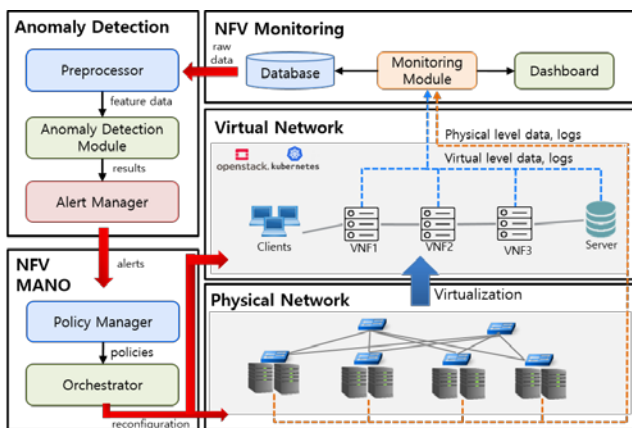 Anomaly Detection
Preprocessor
feature data
Anomaly Detection
Module
results
Alert Manager
alerts
NFV
MANO
Policy Manager
policies
Orchestrator
reconfiguration
NFV Monitoring
raw
data
Database
Monitoring
Module
Dashboard
Virtual Network
Physical level data, logs
openstack. kubernetes
Virtual level data, logs
Clients
VNF1
VNF2
VNF3
Server
Virtualization
Physical Network